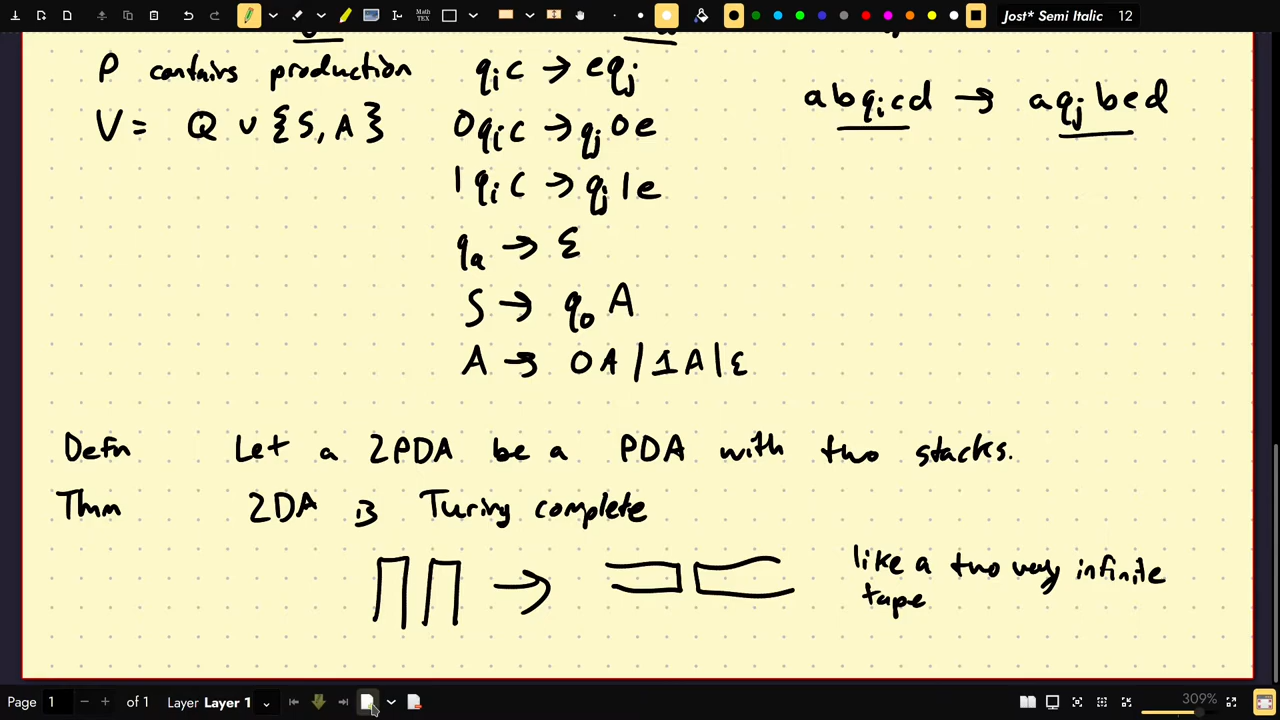 Jost* Semi Italic 12
P contains production qᵢc → eqⱼ
abqᵢcd → aqⱼbed
V = Q ∪ {S, A} 0qᵢc → qⱼ0e
1qᵢc → qⱼ1e
qₐ → ε
S → q₀A
A → 0A | 1A | ε
Defn Let a 2PDA be a PDA with two stacks.
Thm 2DA is Turing complete
→ like a two way infinite
tape
Page 1 of 1 Layer Layer 1 309%